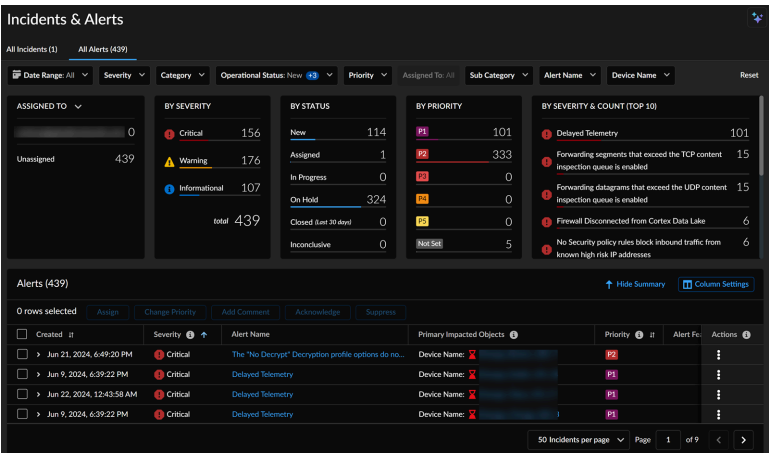 Incidents & Alerts
All Incidents (1) All Alerts (439)
Date Range: All Severity Category Operational Status: New +3 Priority Assigned To: All Sub Category Alert Name Device Name Reset
ASSIGNED TO
0
Unassigned 439
BY SEVERITY
Critical 156
Warning 176
Informational 107
total 439
BY STATUS
New 114
Assigned 1
In Progress 0
On Hold 324
Closed (Last 30 days) 0
Inconclusive 0
BY PRIORITY
P1 101
P2 333
P3 0
P4 0
P5 0
Not Set 5
BY SEVERITY & COUNT (TOP 10)
Delayed Telemetry 101
Forwarding segments that exceed the TCP content 15
inspection queue is enabled
Forwarding datagrams that exceed the UDP content 15
inspection queue is enabled
Firewall Disconnected from Cortex Data Lake 6
No Security policy rules block inbound traffic from 6
known high risk IP addresses
Alerts (439) Hide Summary Column Settings
0 rows selected Assign Change Priority Add Comment Acknowledge Suppress
Created Severity Alert Name Primary Impacted Objects Priority Alert Fe Actions
Jun 21, 2024, 6:49:20 PM Critical The "No Decrypt" Decryption profile options do no... Device Name: P2
Jun 9, 2024, 6:39:22 PM Critical Delayed Telemetry Device Name: P1
Jun 22, 2024, 12:43:58 AM Critical Delayed Telemetry Device Name: P1
Jun 9, 2024, 6:39:22 PM Critical Delayed Telemetry Device Name: P1
50 Incidents per page Page 1 of 9